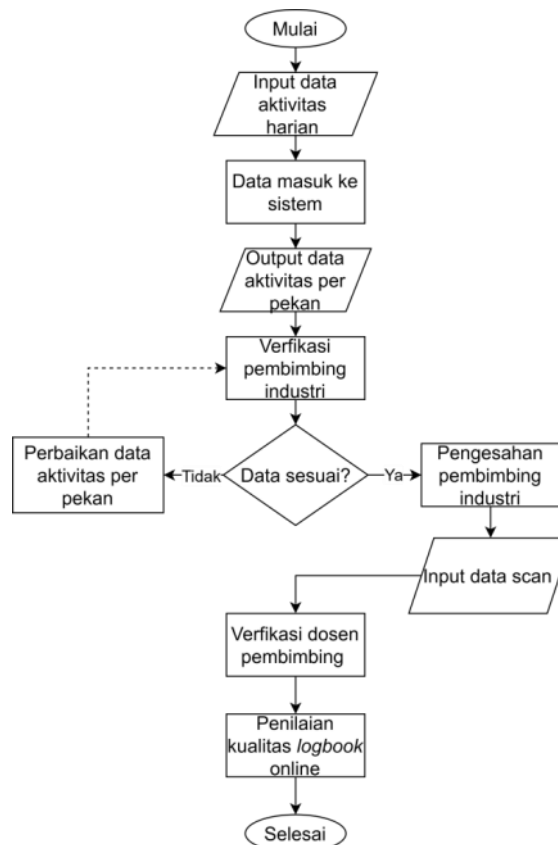 Mulai
Input data
aktivitas
harian
Data masuk ke
sistem
Output data
aktivitas per
pekan
Verfikasi
pembimbing
industri
Perbaikan data
aktivitas per
pekan
Tidak
Data sesuai?
Ya
Pengesahan
pembimbing
industri
Input data scan
Verfikasi dosen
pembimbing
Penilaian
kualitas logbook
online
Selesai